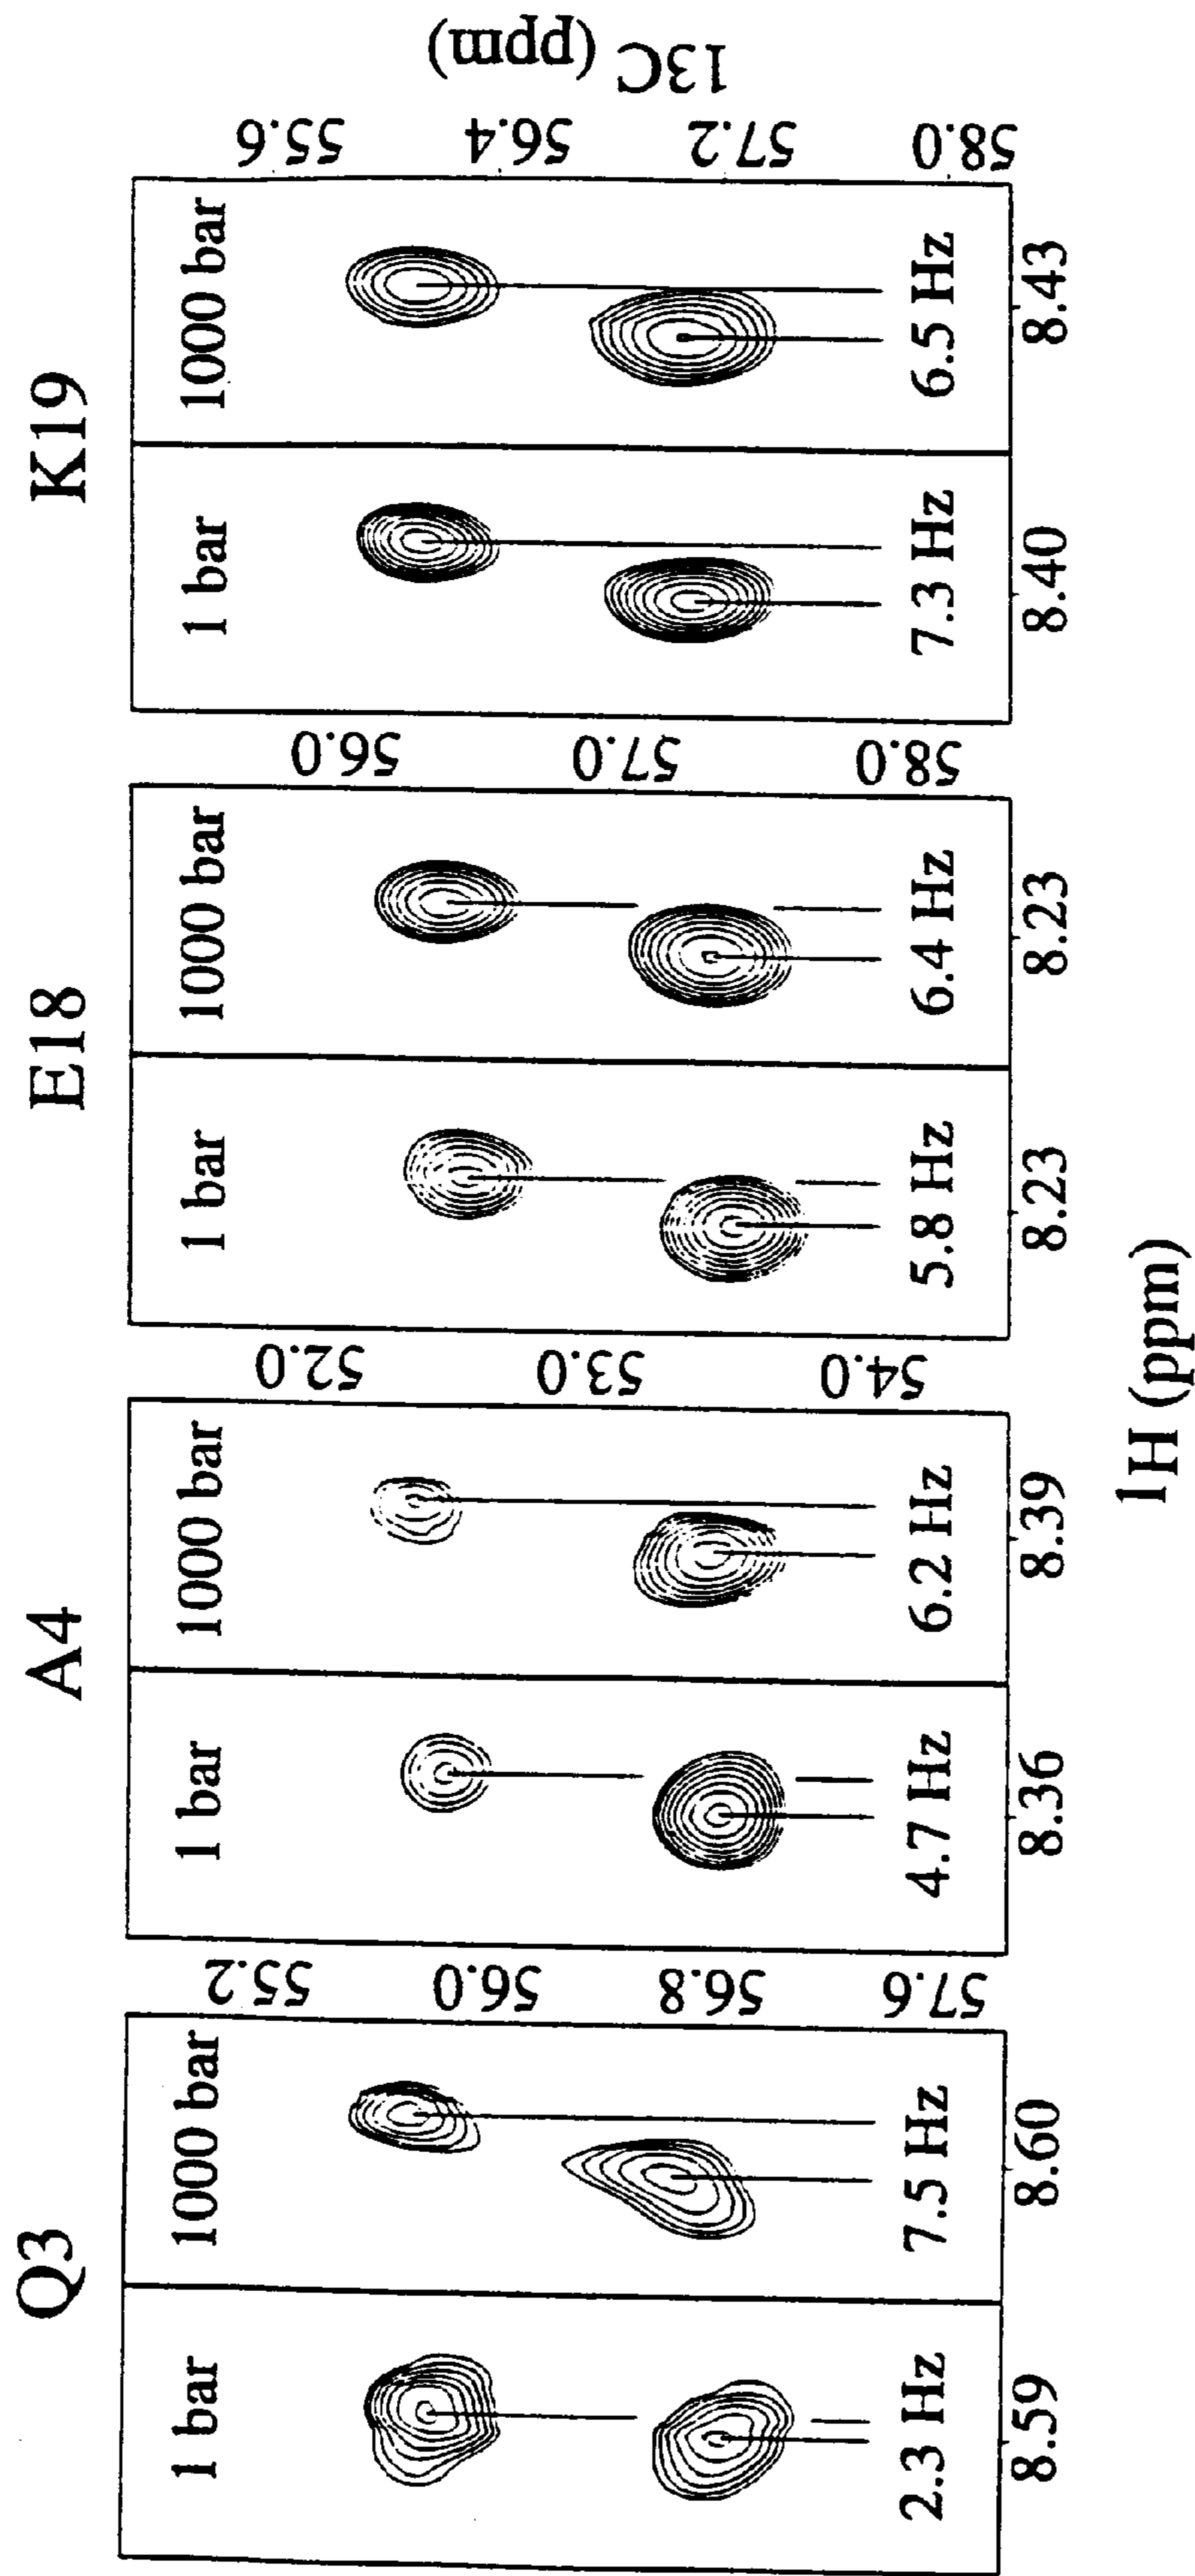 Q3
A4
E18
K19
1 bar
1000 bar
1 bar
1000 bar
1 bar
1000 bar
1 bar
1000 bar
55.2
56.0
56.8
57.6
52.0
53.0
54.0
56.0
57.0
58.0
55.6
56.4
57.2
58.0
13C (ppm)
2.3 Hz
7.5 Hz
4.7 Hz
6.2 Hz
5.8 Hz
6.4 Hz
7.3 Hz
6.5 Hz
8.59
8.60
8.36
8.39
8.23
8.23
8.40
8.43
1H (ppm)